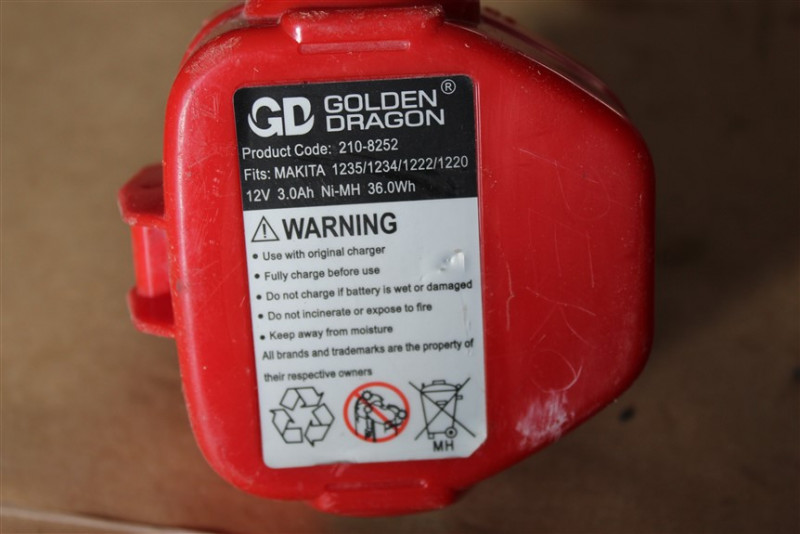 GD GOLDEN DRAGON®
Product Code: 210-8252
Fits: MAKITA 1235/1234/1222/1220
12V 3.0Ah Ni-MH 36.0Wh
WARNING
• Use with original charger
• Fully charge before use
• Do not charge if battery is wet or damaged
• Do not incinerate or expose to fire
• Keep away from moisture
All brands and trademarks are the property of
their respective owners
MH